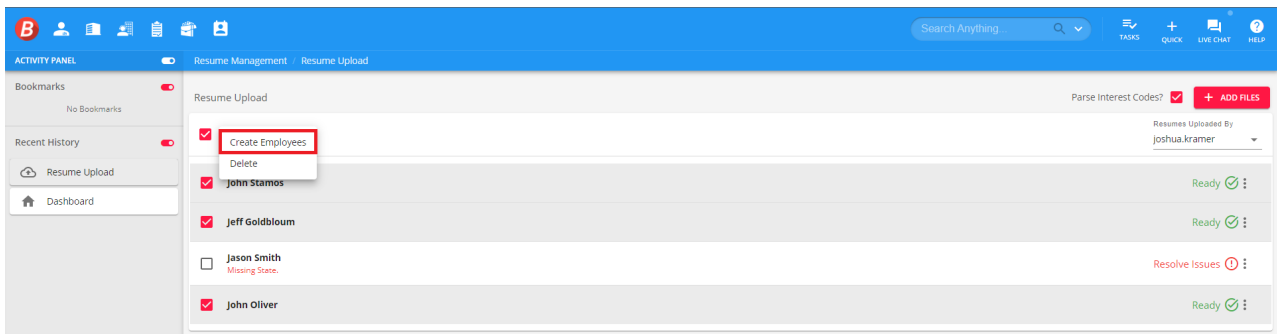 B
Search Anything...
TASKS
QUICK
LIVE CHAT
HELP
ACTIVITY PANEL
Resume Management / Resume Upload
Bookmarks
No Bookmarks
Recent History
Resume Upload
Dashboard
Resume Upload
Parse Interest Codes?
+ ADD FILES
Resumes Uploaded By
joshua.kramer
Create Employees
Delete
John Stamos
Ready
Jeff Goldbloum
Ready
Jason Smith
Missing State.
Resolve Issues
John Oliver
Ready